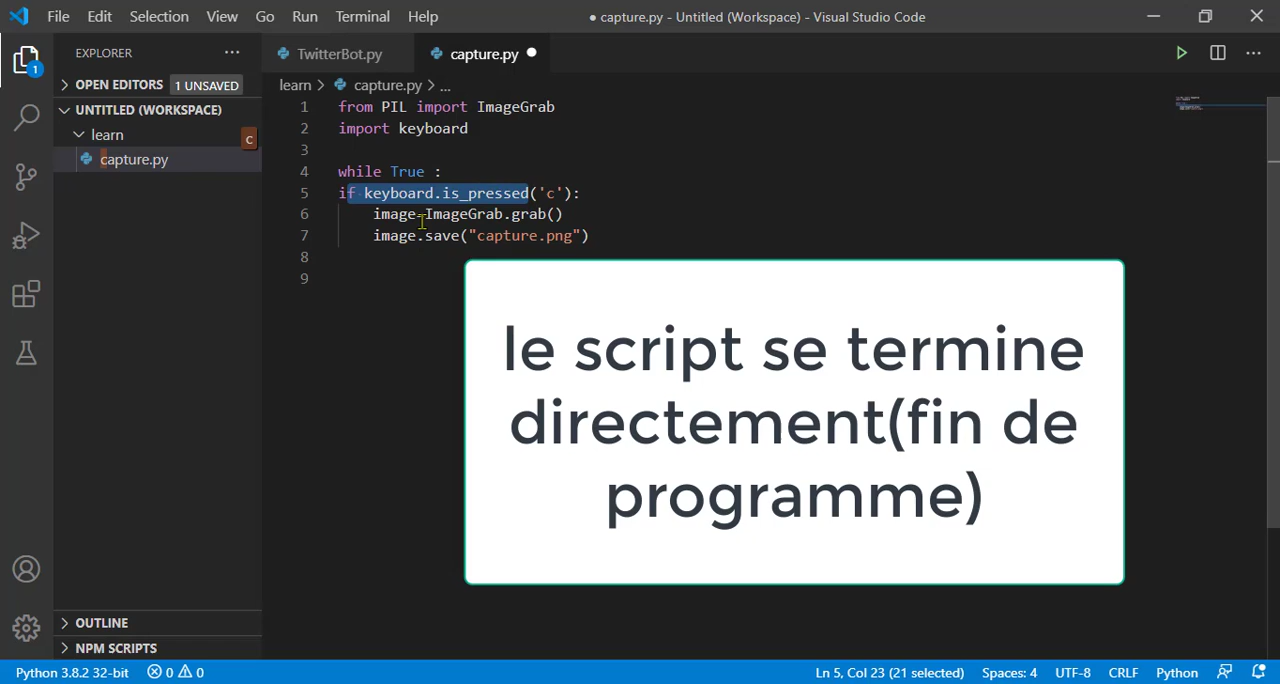 File Edit Selection View Go Run Terminal Help ● capture.py - Untitled (Workspace) - Visual Studio Code
EXPLORER ... TwitterBot.py capture.py ●
OPEN EDITORS 1 UNSAVED
learn > capture.py > ...
UNTITLED (WORKSPACE)
learn c
capture.py
1 from PIL import ImageGrab
2 import keyboard
3
4 while True :
5 if keyboard.is_pressed('c'):
6 image=ImageGrab.grab()
7 image.save("capture.png")
8
9
le script se termine
directement(fin de
programme)
1
OUTLINE
NPM SCRIPTS
Python 3.8.2 32-bit 0 0 Ln 5, Col 23 (21 selected) Spaces: 4 UTF-8 CRLF Python